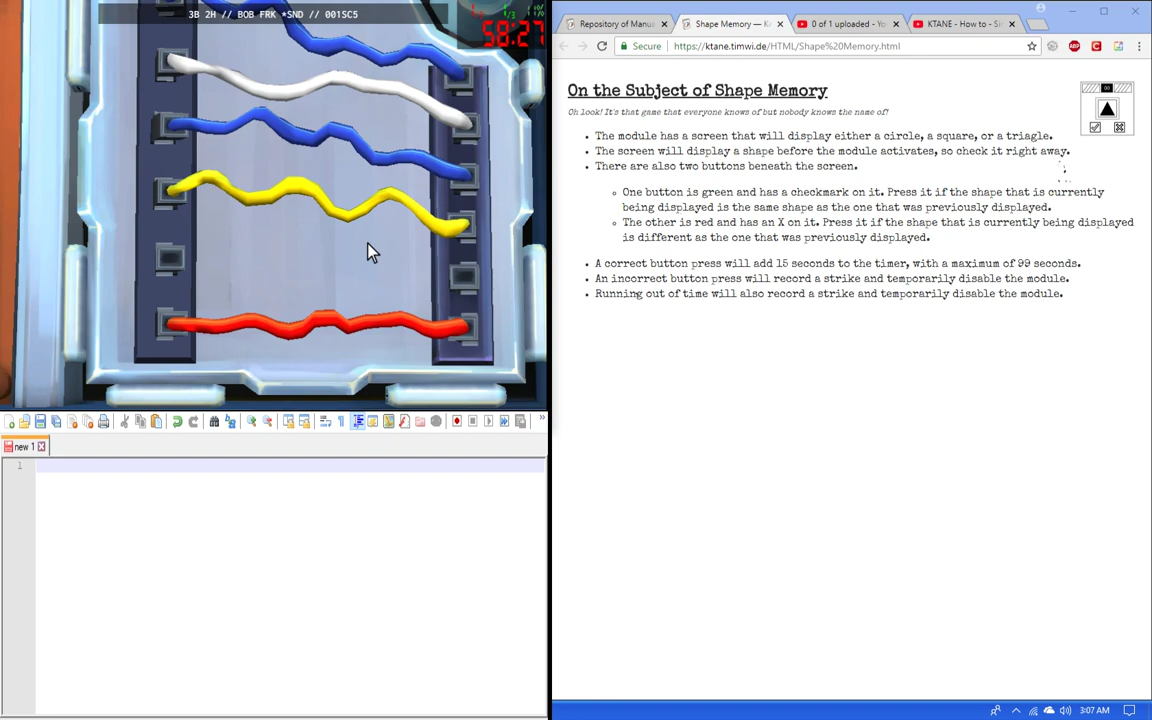 3B 2H // BOB FRK *SND // 001SC5
1/3
58:27
new 1
1
Repository of Manua
Shape Memory — K
0 of 1 uploaded - Yo
KTANE - How to - Si
Secure
https://ktane.timwi.de/HTML/Shape%20Memory.html
On the Subject of Shape Memory
Oh look! It's that game that everyone knows of but nobody knows the name of!
The module has a screen that will display either a circle, a square, or a triagle.
The screen will display a shape before the module activates, so check it right away.
There are also two buttons beneath the screen.
One button is green and has a checkmark on it. Press it if the shape that is currently
being displayed is the same shape as the one that was previously displayed.
The other is red and has an X on it. Press it if the shape that is currently being displayed
is different as the one that was previously displayed.
A correct button press will add 15 seconds to the timer, with a maximum of 99 seconds.
An incorrect button press will record a strike and temporarily disable the module.
Running out of time will also record a strike and temporarily disable the module.
3:07 AM